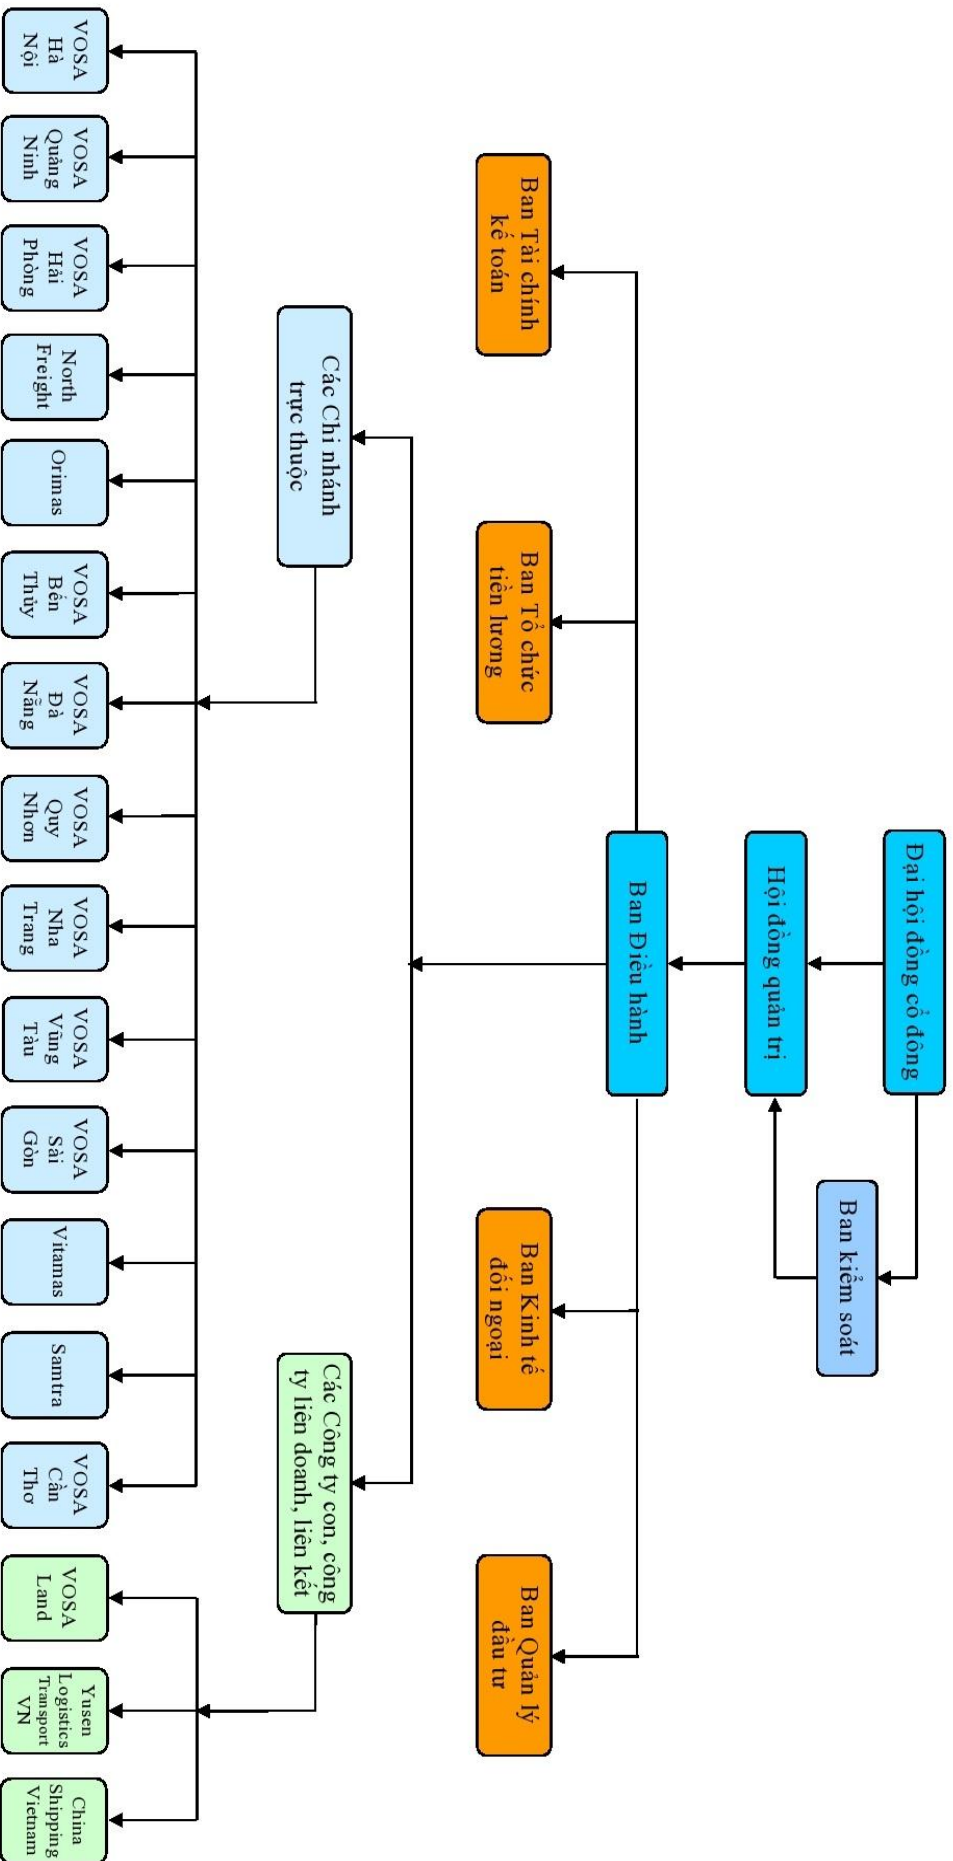 Đại hội đồng cổ đông
Ban kiểm soát
Hội đồng quản trị
Ban Điều hành
Ban Tài chính
kế toán
Ban Tổ chức
tiền lương
Ban Kinh tế
đối ngoại
Ban Quản lý
đầu tư
Các Chi nhánh
trực thuộc
Các Công ty con, công
ty liên doanh, liên kết
VOSA
Hà
Nội
VOSA
Quảng
Ninh
VOSA
Hải
Phòng
North
Freight
Orimas
VOSA
Bến
Thủy
VOSA
Đà
Nẵng
VOSA
Quy
Nhơn
VOSA
Nha
Trang
VOSA
Vũng
Tàu
VOSA
Sài
Gòn
Vitamas
Samtra
VOSA
Cần
Thơ
VOSA
Land
Yusen
Logistics
Transport
VN
China
Shipping
Vietnam